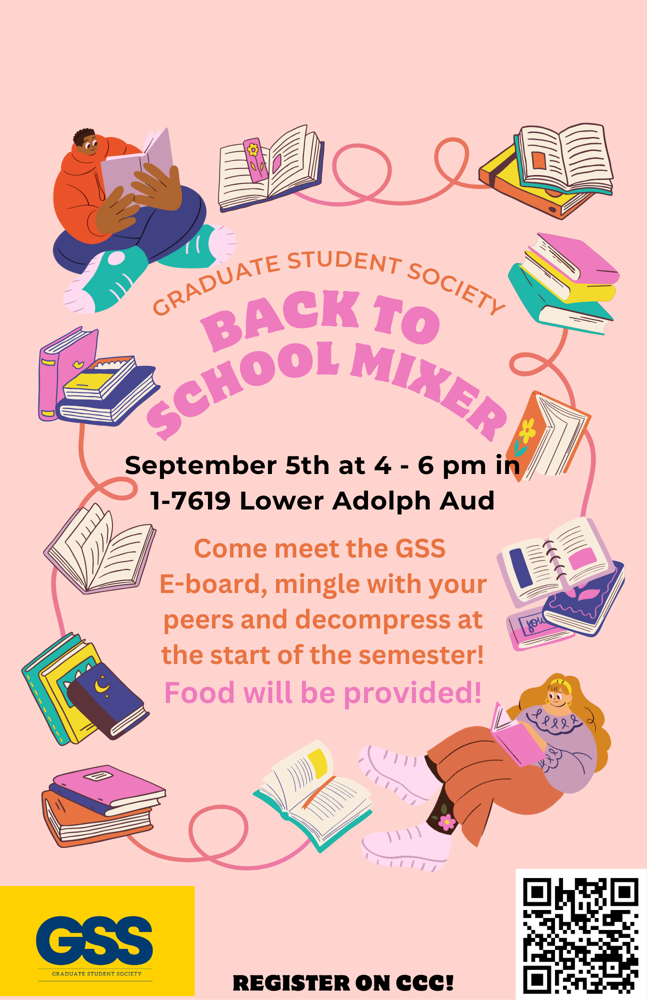 GRADUATE STUDENT SOCIETY
BACK TO
SCHOOL MIXER
September 5th at 4 - 6 pm in
1-7619 Lower Adolph Aud
Come meet the GSS
E-board, mingle with your
peers and decompress at
the start of the semester!
Food will be provided!
GSS
GRADUATE STUDENT SOCIETY
REGISTER ON CCC!